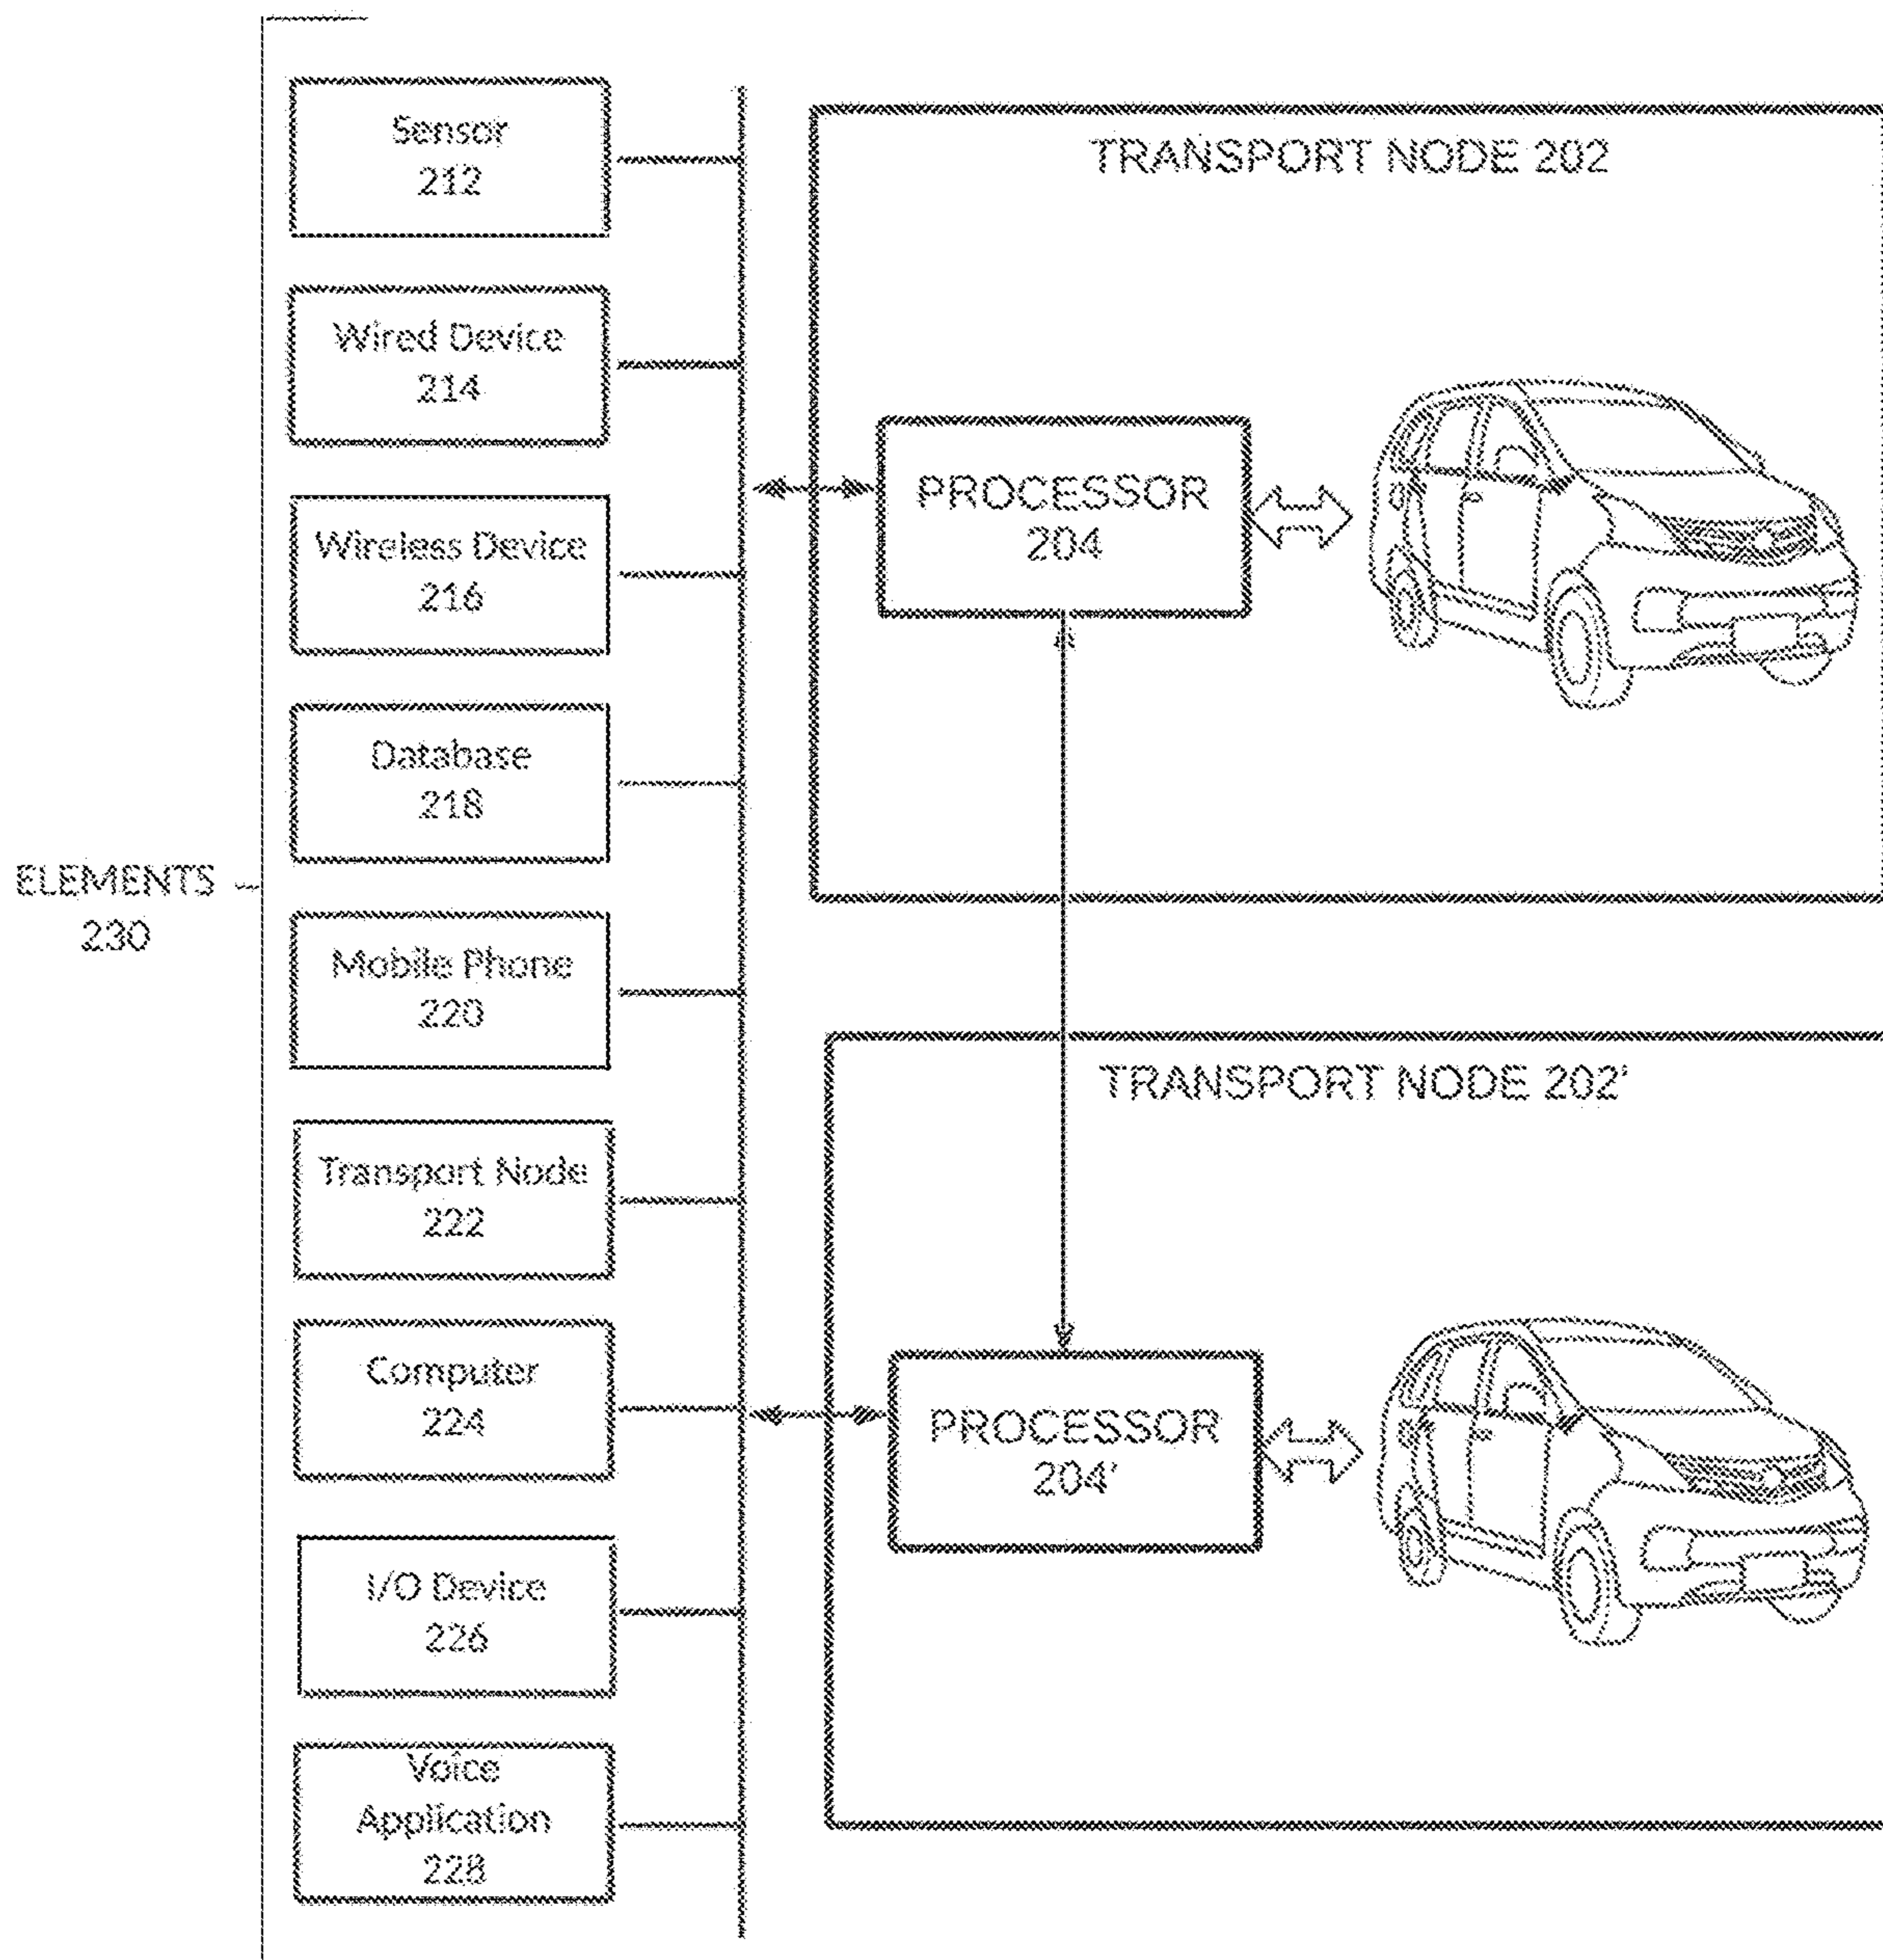 ELEMENTS
230
Sensor
212
Wired Device
214
Wireless Device
216
Database
218
Mobile Phone
220
Transport Node
222
Computer
224
I/O Device
226
Voice
Application
228
TRANSPORT NODE 202
PROCESSOR
204
TRANSPORT NODE 202'
PROCESSOR
204'